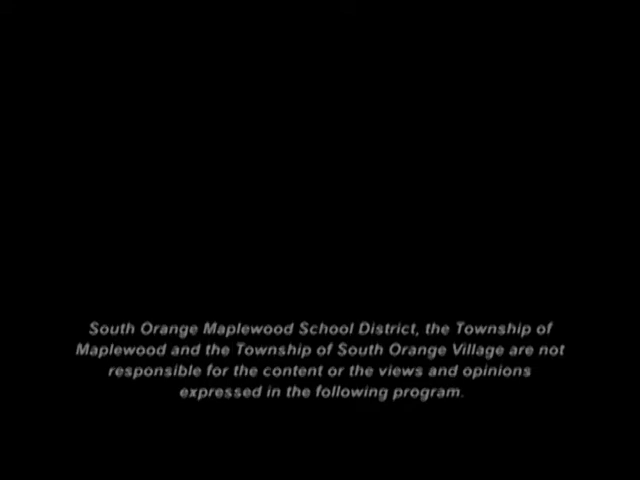 South Orange Maplewood School District, the Township of
Maplewood and the Township of South Orange Village are not
responsible for the content or the views and opinions
expressed in the following program.